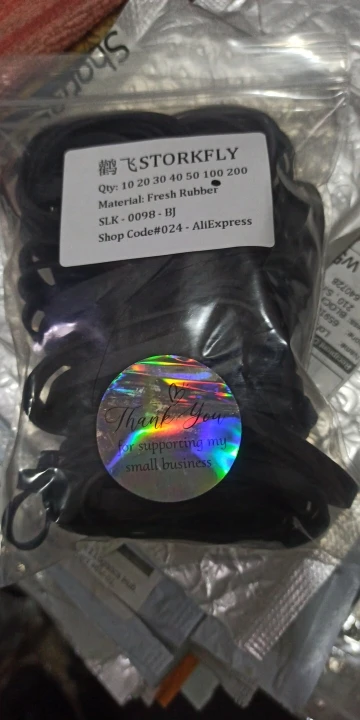 鹳飞STORKFLY
Qty: 10 20 30 40 50 100 200
Material: Fresh Rubber
SLK - 0098 - BJ
Shop Code#024 - AliExpress
Thank You
for supporting my
small business